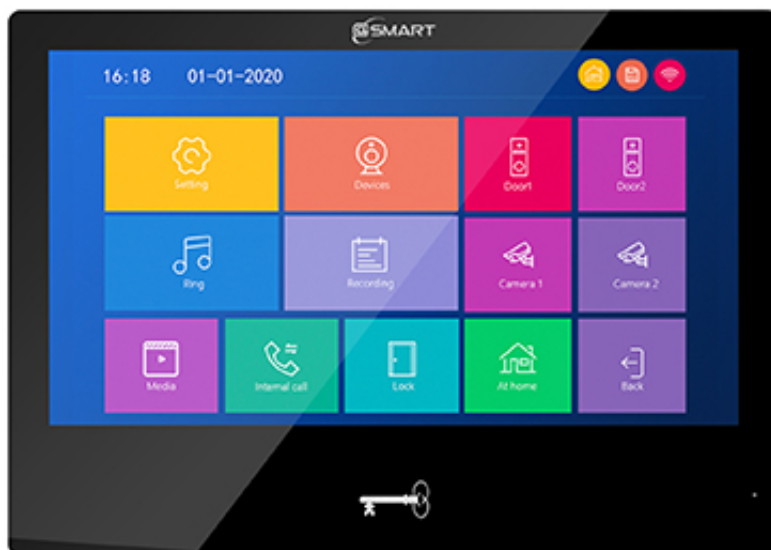 SMART
16:18 01-01-2020
Setting Devices Door1 Door2
Ring Recording Camera 1 Camera 2
Media Internal call Lock At home Back